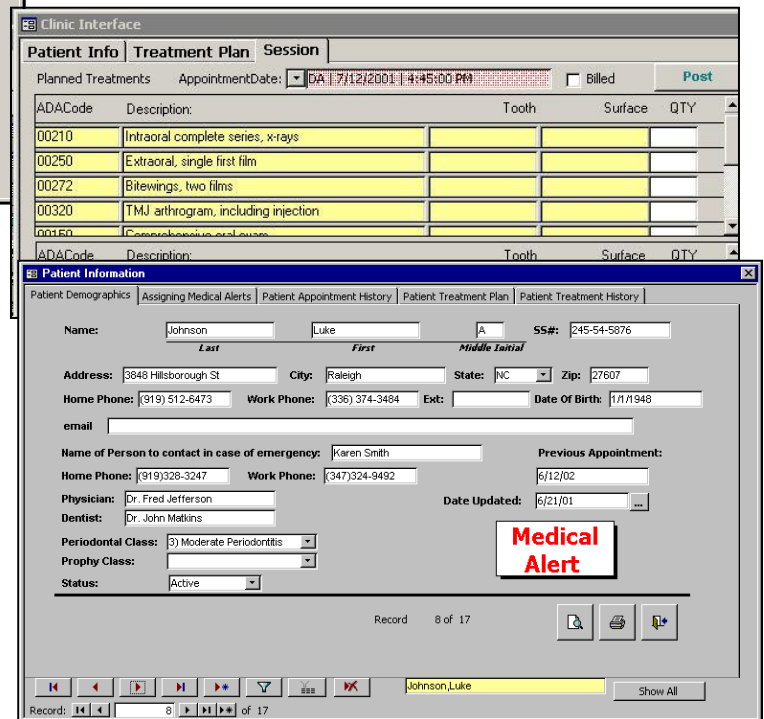 Clinic Interface
Patient Info Treatment Plan Session
Planned Treatments AppointmentDate: DA | 7/12/2001 | 4:45:00 PM Billed Post
ADACode Description: Tooth Surface QTY
00210 Intraoral complete series, x-rays
00250 Extraoral, single first film
00272 Bitewings, two films
00320 TMJ arthrogram, including injection
00150 Comprehensive oral exam
ADACode Description: Tooth Surface QTY
Patient Information
Patient Demographics Assigning Medical Alerts Patient Appointment History Patient Treatment Plan Patient Treatment History
Name: Johnson Luke A SS#: 245-54-5876
Last First Middle Initial
Address: 3848 Hillsborough St City: Raleigh State: NC Zip: 27607
Home Phone: (919) 512-6473 Work Phone: (336) 374-3484 Ext: Date Of Birth: 1/1/1948
email
Name of Person to contact in case of emergency: Karen Smith Previous Appointment:
Home Phone: (919)328-3247 Work Phone: (347)324-9492 6/12/02
Physician: Dr. Fred Jefferson Date Updated: 6/21/01 ...
Dentist: Dr. John Matkins
Periodontal Class: 3) Moderate Periodontitis
Medical
Alert
Prophy Class:
Status: Active
Record 8 of 17
Johnson,Luke Show All
Record: 8 of 17